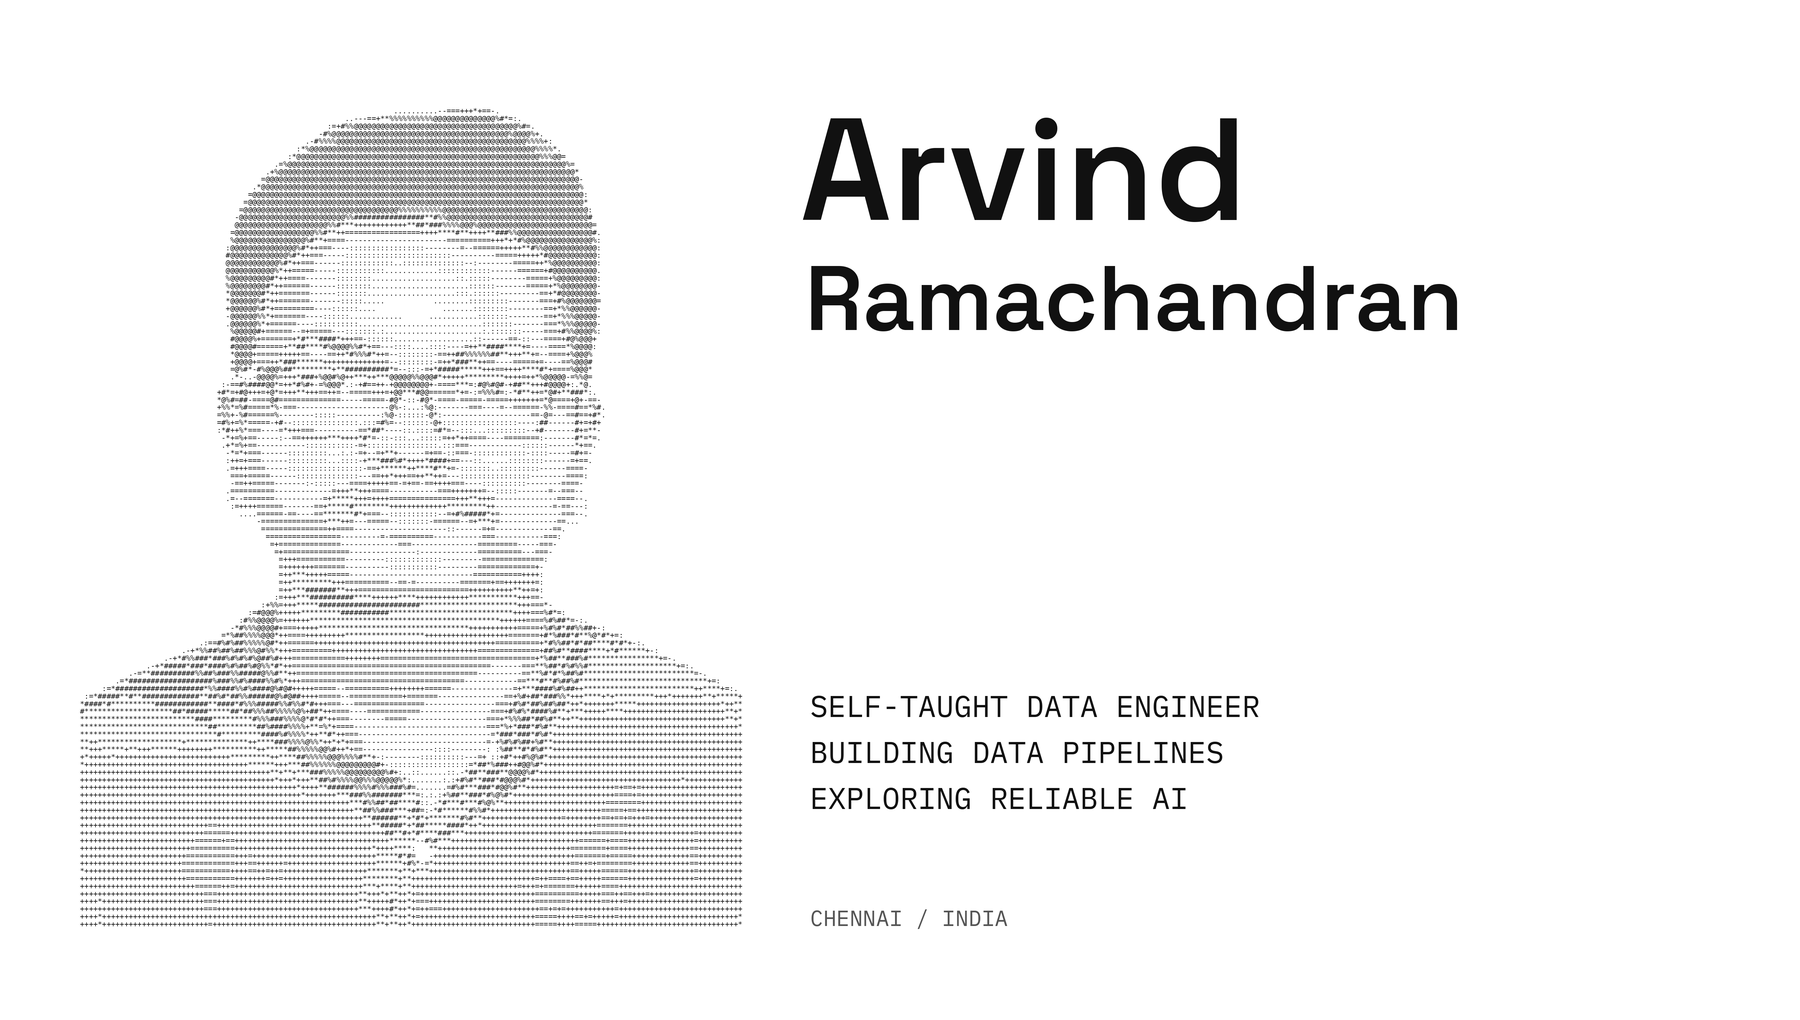 Arvind
Ramachandran
SELF-TAUGHT DATA ENGINEER
BUILDING DATA PIPELINES
EXPLORING RELIABLE AI
CHENNAI / INDIA